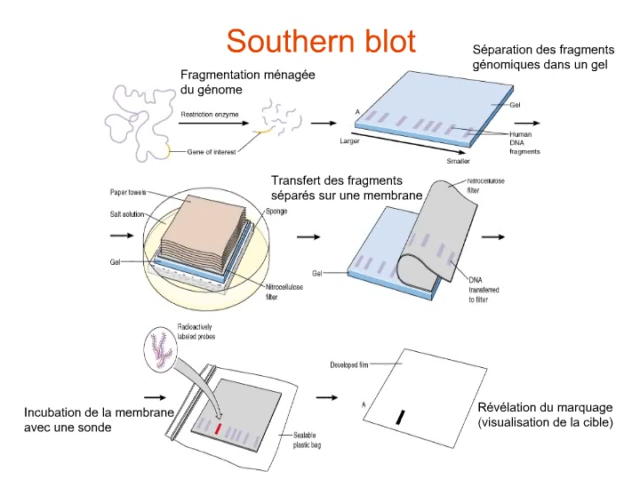 Southern blot
Séparation des fragments
génomiques dans un gel
Fragmentation ménagée
du génome
Restriction enzyme
Gene of interest
A
Gel
Human
DNA
fragments
Larger
Smaller
Transfert des fragments
séparés sur une membrane
Paper towels
Salt solution
Sponge
Gel
Nitrocellulose
filter
Nitrocellulose
filter
Gel
DNA
transferred
to filter
Radioactively
labeled probes
Incubation de la membrane
avec une sonde
Sealable
plastic bag
Developed film
A
Révélation du marquage
(visualisation de la cible)